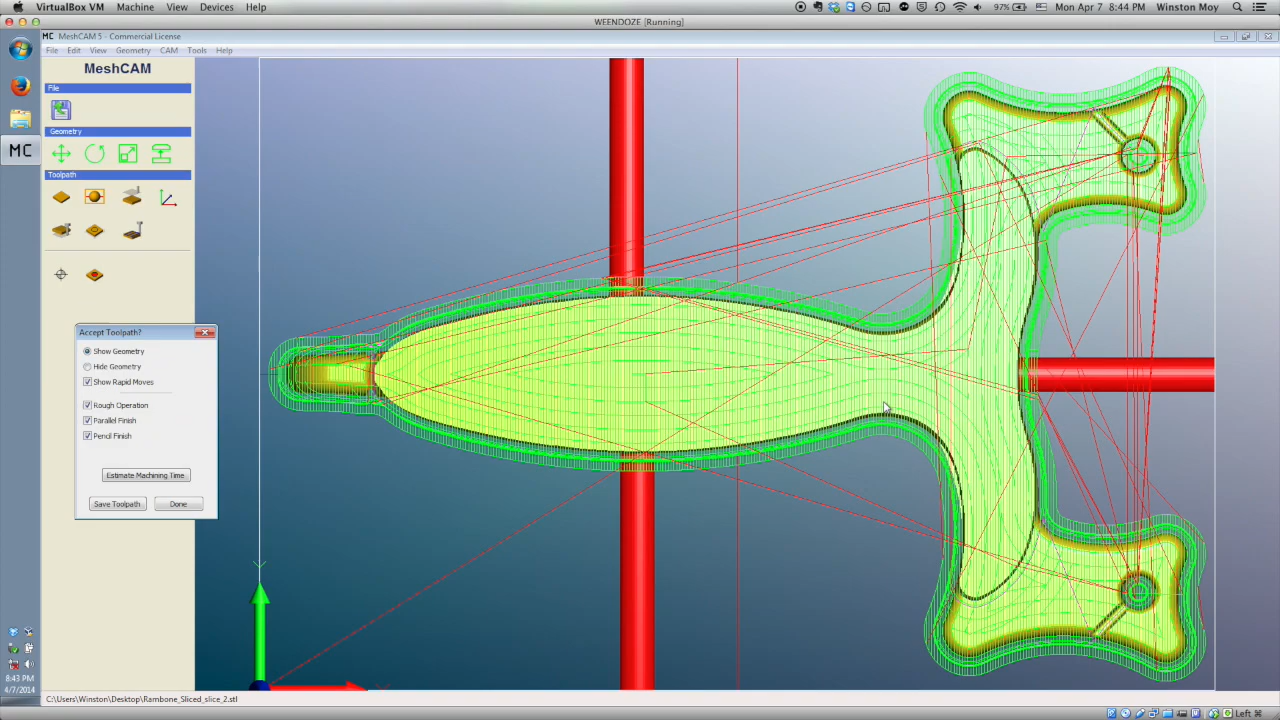 VirtualBox VM Machine View Devices Help
97% Mon Apr 7 8:44 PM Winston Moy
WEENDOZE [Running]
MC MeshCAM 5 - Commercial License
File Edit View Geometry CAM Tools Help
MeshCAM
File
Geometry
MC
Toolpath
Accept Toolpath?
Show Geometry
Hide Geometry
Show Rapid Moves
Rough Operation
Parallel Finish
Pencil Finish
Estimate Machining Time
Save Toolpath Done
Y
8:43 PM
4/7/2014
C:\Users\Winston\Desktop\Rambone_Sliced_slice_2.stl
Left ⌘